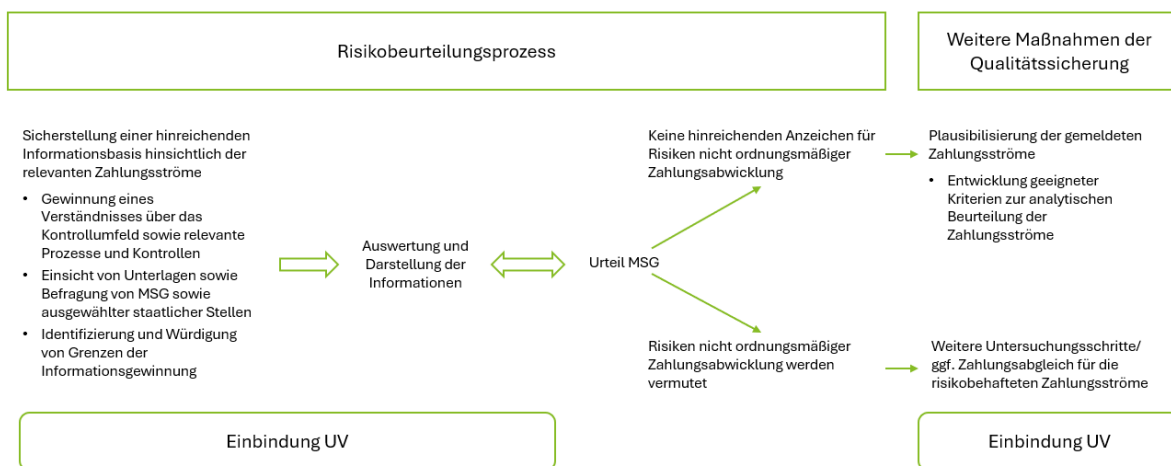 Risikobeurteilungsprozess
Weitere Maßnahmen der
Qualitätssicherung
Sicherstellung einer hinreichenden
Informationsbasis hinsichtlich der
relevanten Zahlungsströme
• Gewinnung eines
Verständnisses über das
Kontrollumfeld sowie relevante
Prozesse und Kontrollen
• Einsicht von Unterlagen sowie
Befragung von MSG sowie
ausgewählter staatlicher Stellen
• Identifizierung und Würdigung
von Grenzen der
Informationsgewinnung
Auswertung und
Darstellung der
Informationen
Urteil MSG
Keine hinreichenden Anzeichen für
Risiken nicht ordnungsmäßiger
Zahlungsabwicklung
Plausibilisierung der gemeldeten
Zahlungsströme
• Entwicklung geeigneter
Kriterien zur analytischen
Beurteilung der
Zahlungsströme
Risiken nicht ordnungsmäßiger
Zahlungsabwicklung werden
vermutet
Weitere Untersuchungsschritte/
ggf. Zahlungsabgleich für die
risikobehafteten Zahlungsströme
Einbindung UV
Einbindung UV